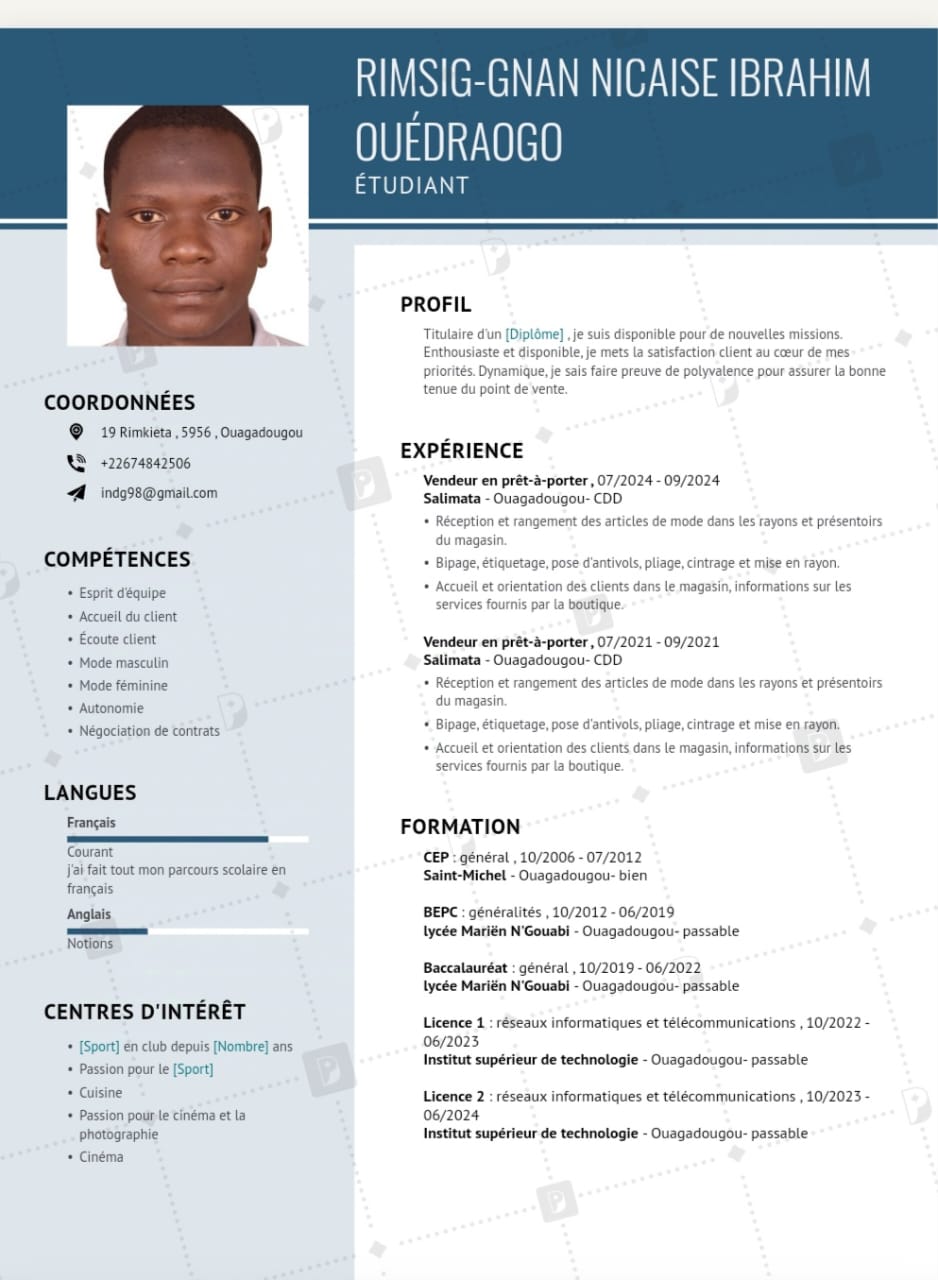 RIMSIG-GNAN NICAISE IBRAHIM
OUÉDRAOGO
ÉTUDIANT
COORDONNÉES
19 Rimkieta , 5956 , Ouagadougou
+22674842506
indg98@gmail.com
COMPÉTENCES
• Esprit d'équipe
• Accueil du client
• Écoute client
• Mode masculin
• Mode féminine
• Autonomie
• Négociation de contrats
LANGUES
Français
Courant
j'ai fait tout mon parcours scolaire en
français
Anglais
Notions
CENTRES D'INTÉRÊT
• [Sport] en club depuis [Nombre] ans
• Passion pour le [Sport]
• Cuisine
• Passion pour le cinéma et la
photographie
• Cinéma
PROFIL
Titulaire d'un [Diplôme] , je suis disponible pour de nouvelles missions.
Enthousiaste et disponible, je mets la satisfaction client au cœur de mes
priorités. Dynamique, je sais faire preuve de polyvalence pour assurer la bonne
tenue du point de vente.
EXPÉRIENCE
Vendeur en prêt-à-porter , 07/2024 - 09/2024
Salimata - Ouagadougou- CDD
• Réception et rangement des articles de mode dans les rayons et présentoirs
du magasin.
• Bipage, étiquetage, pose d'antivols, pliage, cintrage et mise en rayon.
• Accueil et orientation des clients dans le magasin, informations sur les
services fournis par la boutique.
Vendeur en prêt-à-porter , 07/2021 - 09/2021
Salimata - Ouagadougou- CDD
• Réception et rangement des articles de mode dans les rayons et présentoirs
du magasin.
• Bipage, étiquetage, pose d'antivols, pliage, cintrage et mise en rayon.
• Accueil et orientation des clients dans le magasin, informations sur les
services fournis par la boutique.
FORMATION
CEP : général , 10/2006 - 07/2012
Saint-Michel - Ouagadougou- bien
BEPC : généralités , 10/2012 - 06/2019
lycée Mariën N'Gouabi - Ouagadougou- passable
Baccalauréat : général , 10/2019 - 06/2022
lycée Mariën N'Gouabi - Ouagadougou- passable
Licence 1 : réseaux informatiques et télécommunications , 10/2022 -
06/2023
Institut supérieur de technologie - Ouagadougou- passable
Licence 2 : réseaux informatiques et télécommunications , 10/2023 -
06/2024
Institut supérieur de technologie - Ouagadougou- passable